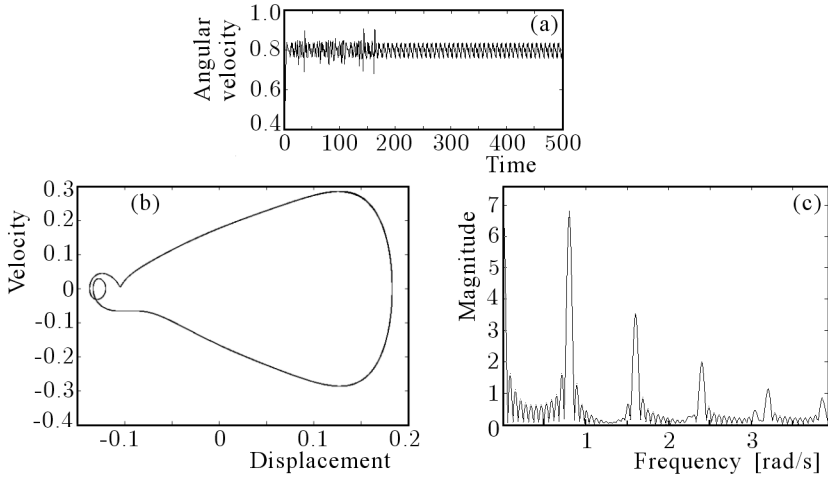 (a)
Angular
velocity
1.0
0.8
0.6
0.4
0 100 200 300 400 500
Time
(b)
Velocity
0.3
0.2
0.1
0
-0.1
-0.2
-0.3
0.4
-0.1 0 0.1 0.2
Displacement
(c)
Magnitude
7
6
5
4
3
2
1
0
1 2 3
Frequency [rad/s]